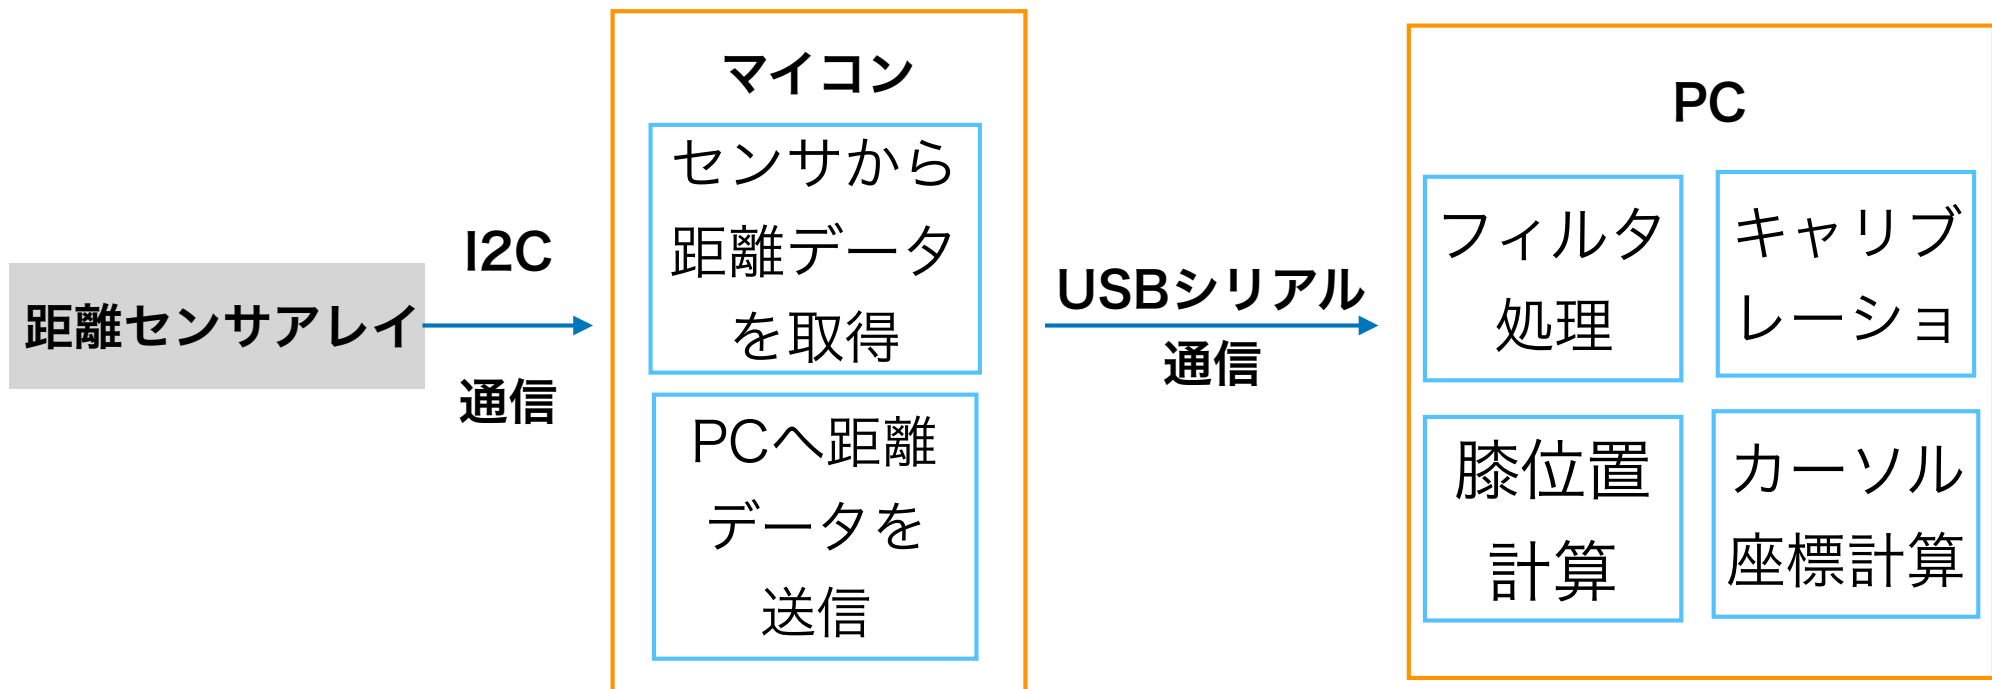 距離センサアレイ
I2C
通信
マイコン
センサから
距離データ
を取得
PCへ距離
データを
送信
USBシリアル
通信
PC
フィルタ
処理
キャリブ
レーショ
膝位置
計算
カーソル
座標計算